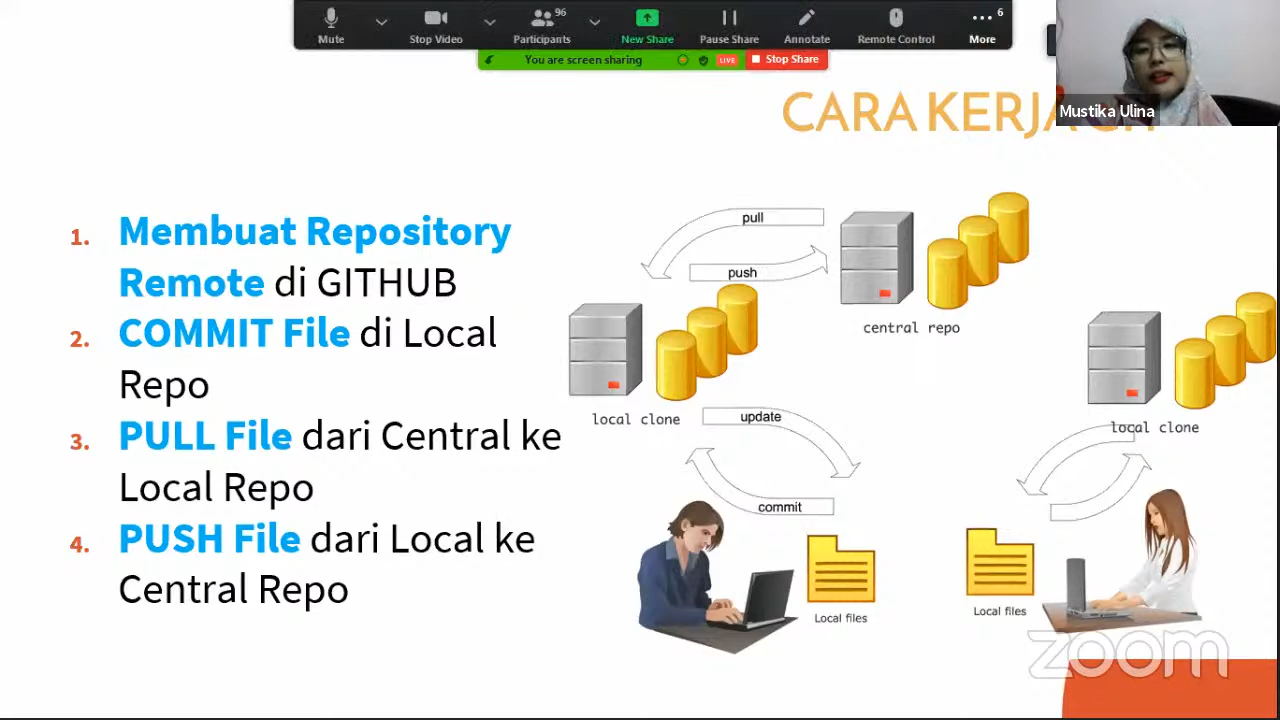 96
6
Mute
Stop Video
Participants
New Share
Pause Share
Annotate
Remote Control
More
You are screen sharing
LIVE
Stop Share
Mustika Ulina
CARA KERJA
1. Membuat Repository
Remote di GITHUB
2. COMMIT File di Local
Repo
3. PULL File dari Central ke
Local Repo
4. PUSH File dari Local ke
Central Repo
pull
push
central repo
local clone
local clone
update
commit
Local files
Local files
zoom